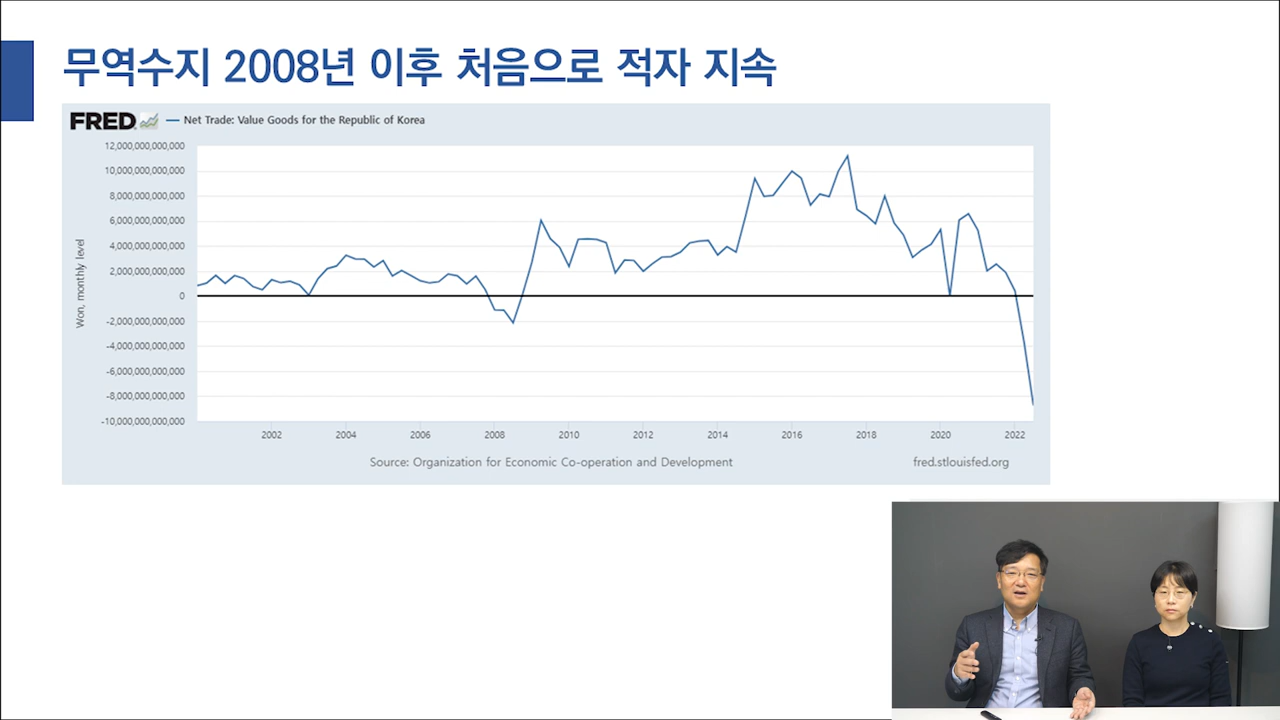 무역수지 2008년 이후 처음으로 적자 지속
FRED Net Trade: Value Goods for the Republic of Korea
Won, monthly level
12,000,000,000,000
10,000,000,000,000
8,000,000,000,000
6,000,000,000,000
4,000,000,000,000
2,000,000,000,000
0
-2,000,000,000,000
-4,000,000,000,000
-6,000,000,000,000
-8,000,000,000,000
-10,000,000,000,000
2002 2004 2006 2008 2010 2012 2014 2016 2018 2020 2022
Source: Organization for Economic Co-operation and Development fred.stlouisfed.org